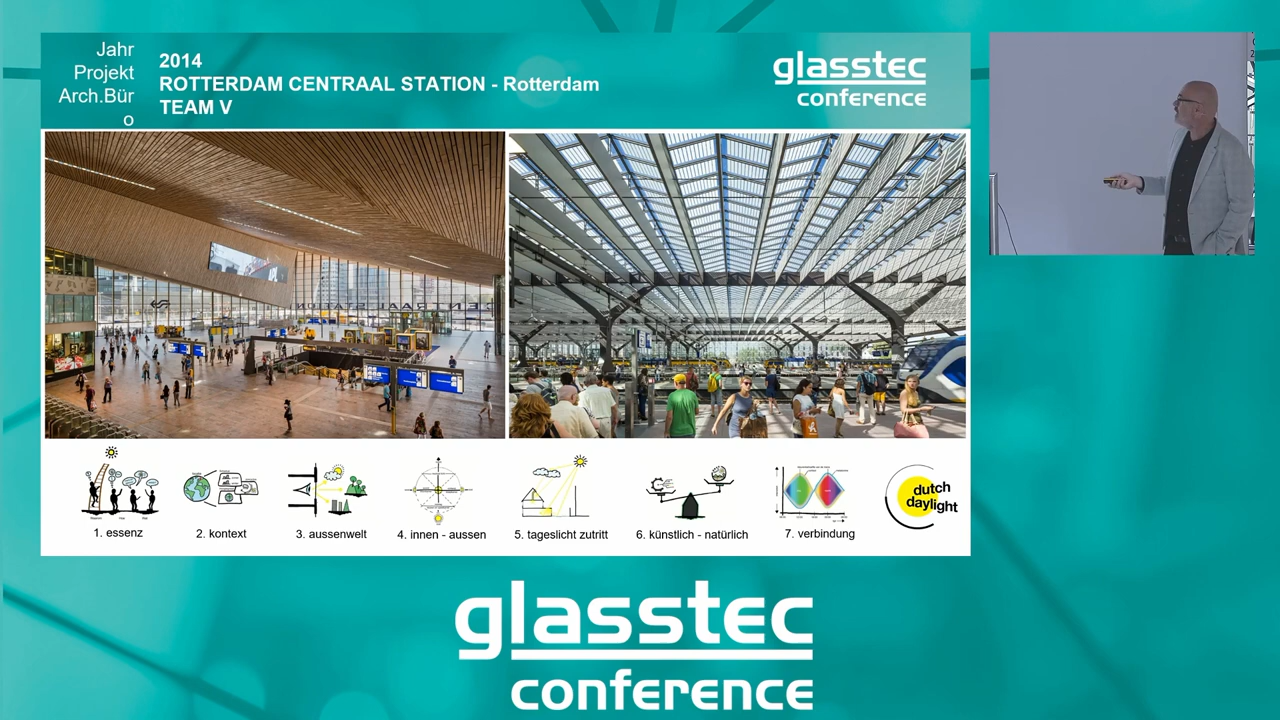 Jahr
Projekt
Arch.Bür
o
2014
ROTTERDAM CENTRAAL STATION - Rotterdam
TEAM V
glasstec
conference
CENTRAAL STATION
1. essenz
2. kontext
3. aussenwelt
4. innen - aussen
5. tageslicht zutritt
6. künstlich - natürlich
7. verbindung
dutch
daylight
glasstec
conference